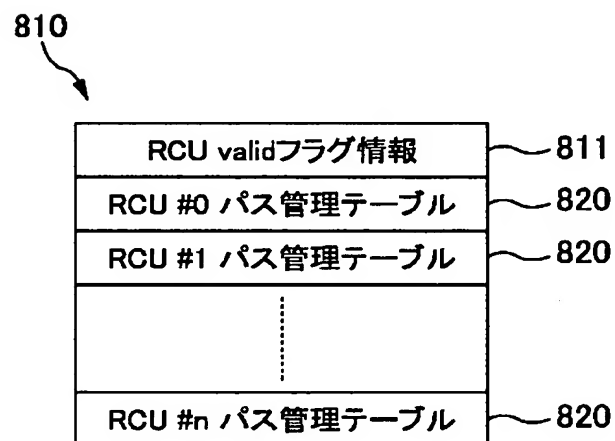 810
RCU validフラグ情報 811
RCU #0 パス管理テーブル 820
RCU #1 パス管理テーブル 820
RCU #n パス管理テーブル 820